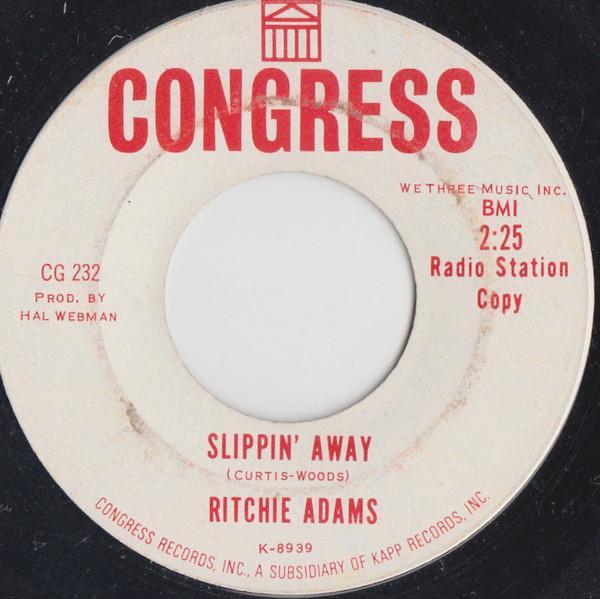 CONGRESS
WE THREE MUSIC INC.
BMI
2:25
Radio Station
Copy
CG 232
PROD. BY
HAL WEBMAN
SLIPPIN' AWAY
(CURTIS-WOODS)
RITCHIE ADAMS
K-8939
CONGRESS RECORDS, INC., A SUBSIDIARY OF KAPP RECORDS, INC.